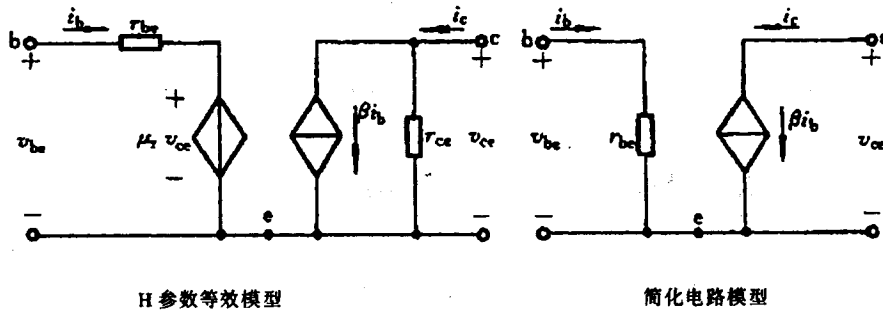 i_b r_be i_c
b c
+ +
+
v_be μ_r v_ce βi_b r_ce v_ce
-
- e -
H 参数等效模型
i_b i_c
b
+ +
v_be r_be βi_b v_ce
- e -
简化电路模型